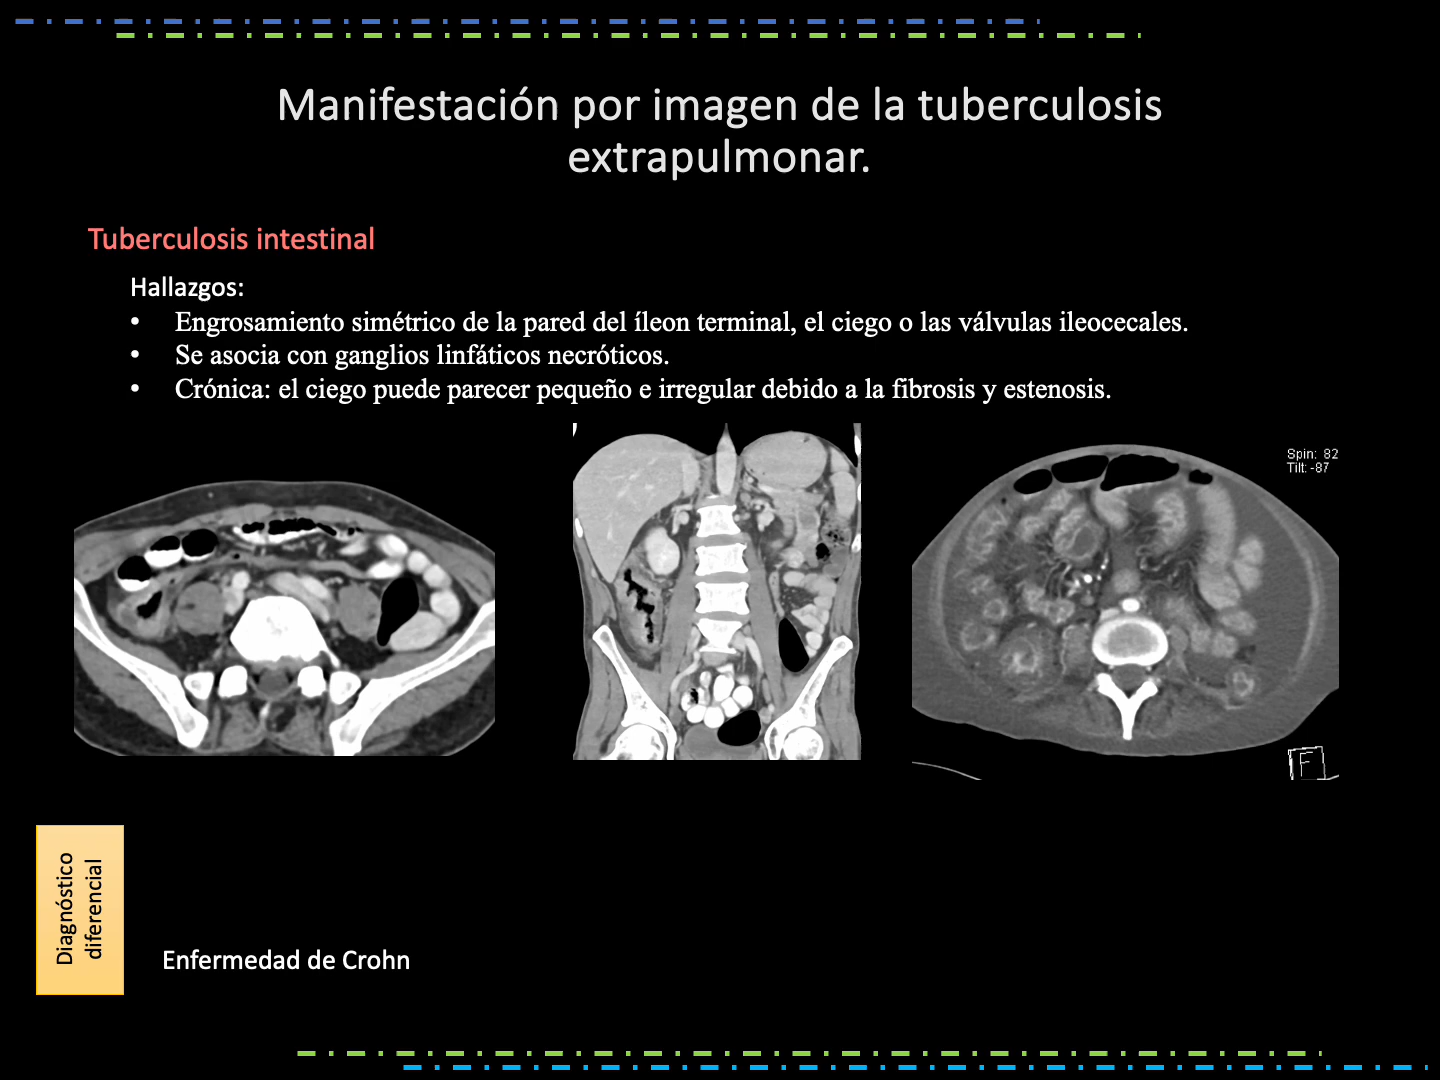 Manifestación por imagen de la tuberculosis
extrapulmonar.
Tuberculosis intestinal
Hallazgos:
• Engrosamiento simétrico de la pared del íleon terminal, el ciego o las válvulas ileocecales.
• Se asocia con ganglios linfáticos necróticos.
• Crónica: el ciego puede parecer pequeño e irregular debido a la fibrosis y estenosis.
Spin: 82
Tilt: -87
F
Diagnóstico
diferencial
Enfermedad de Crohn